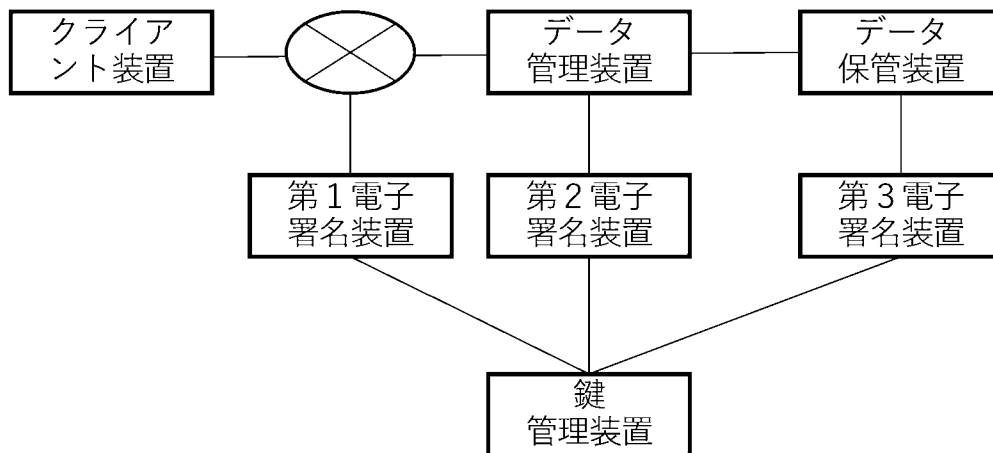 クライア
ント装置
データ
管理装置
データ
保管装置
第１電子
署名装置
第２電子
署名装置
第３電子
署名装置
鍵
管理装置